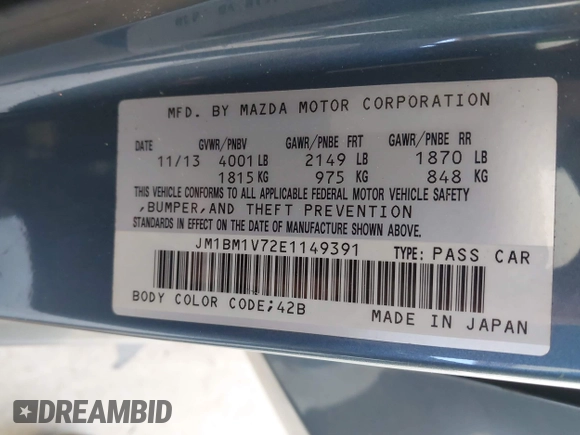 MFD. BY MAZDA MOTOR CORPORATION
DATE GVWR/PNBV GAWR/PNBE FRT GAWR/PNBE RR
11/13 4001 LB 2149 LB 1870 LB
1815 KG 975 KG 848 KG
THIS VEHICLE CONFORMS TO ALL APPLICABLE FEDERAL MOTOR VEHICLE SAFETY
,BUMPER,AND THEFT PREVENTION
STANDARDS IN EFFECT ON THE DATE OF MANUFACTURE SHOWN ABOVE.
JM1BM1V72E1149391 TYPE: PASS CAR
BODY COLOR CODE;42B MADE IN JAPAN
DREAMBID